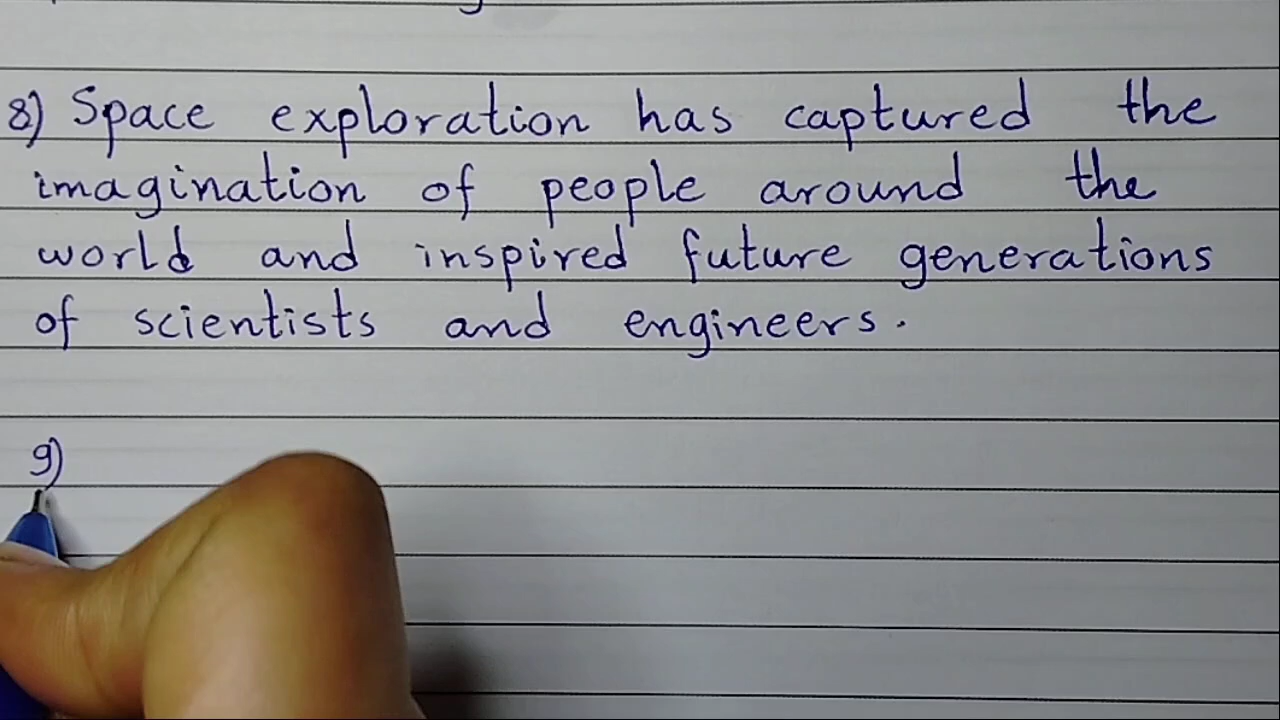 8) Space exploration has captured the
imagination of people around the
world and inspired future generations
of scientists and engineers.
9)